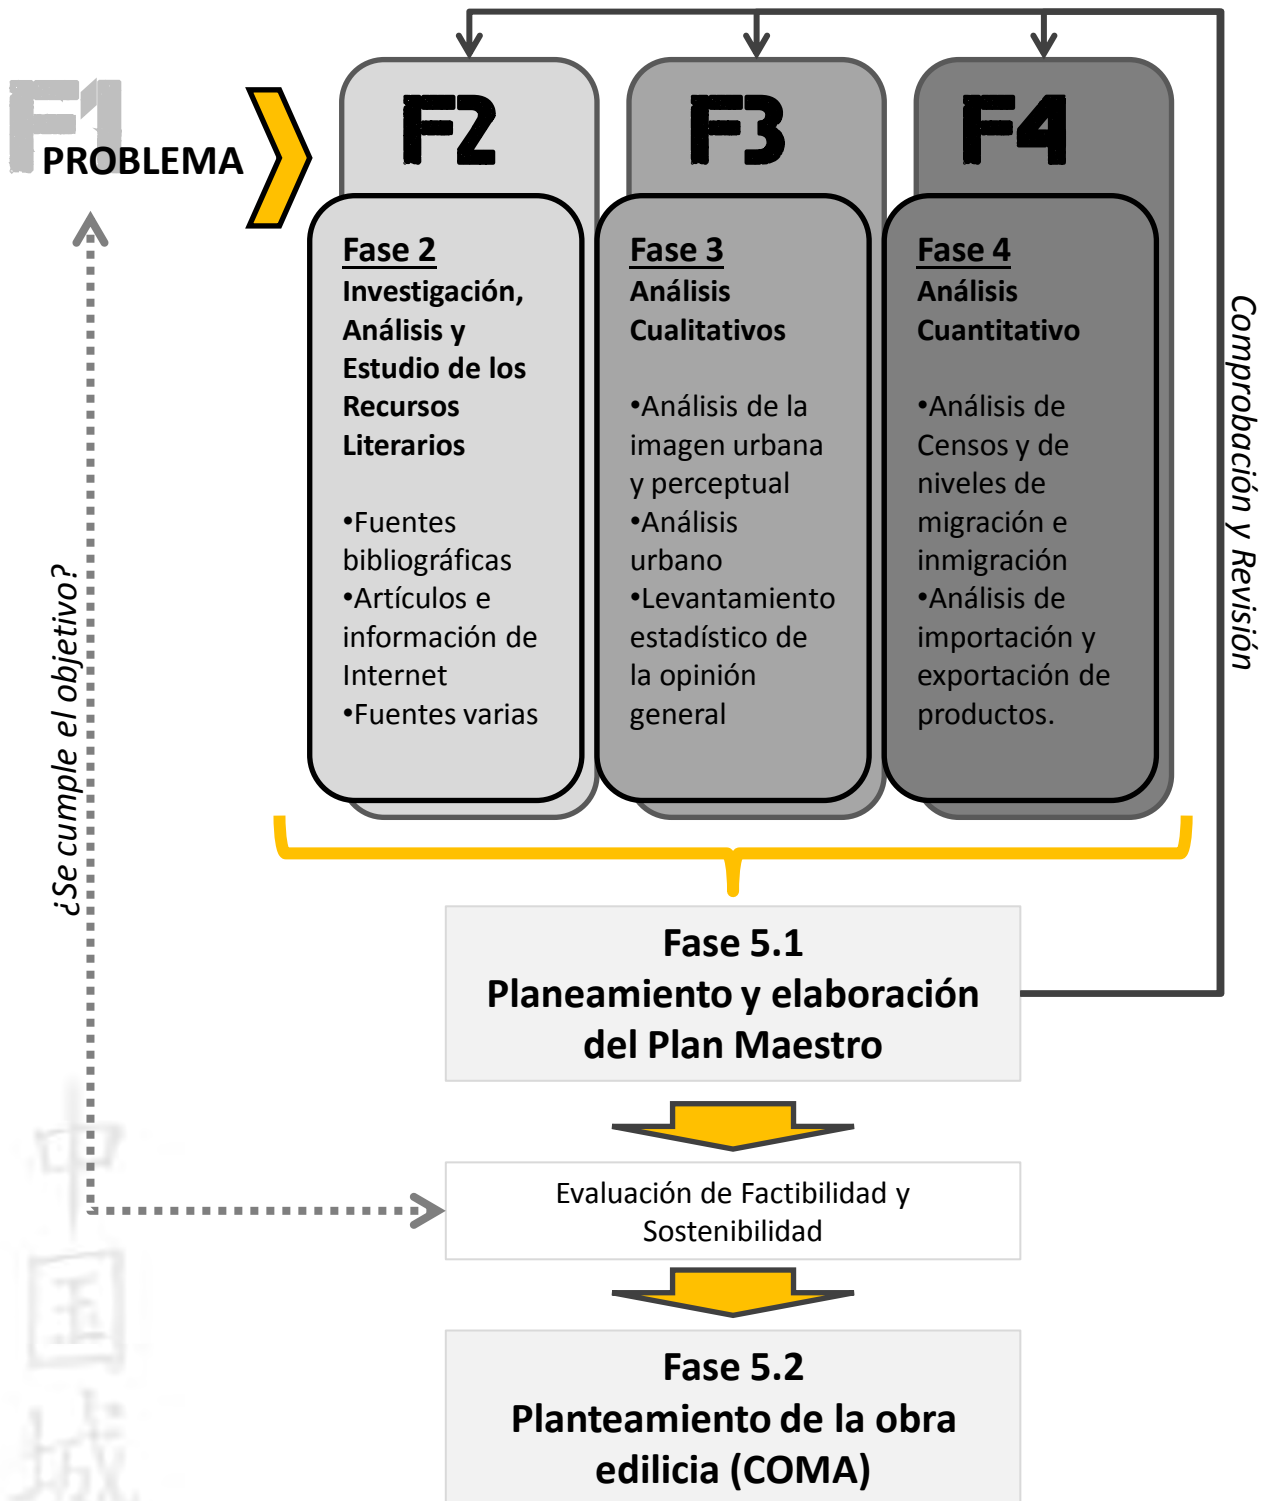 F1
PROBLEMA
F2
Fase 2
Investigación,
Análisis y
Estudio de los
Recursos
Literarios
•Fuentes
bibliográficas
•Artículos e
información de
Internet
•Fuentes varias
F3
Fase 3
Análisis
Cualitativos
•Análisis de la
imagen urbana
y perceptual
•Análisis
urbano
•Levantamiento
estadístico de
la opinión
general
F4
Fase 4
Análisis
Cuantitativo
•Análisis de
Censos y de
niveles de
migración e
inmigración
•Análisis de
importación y
exportación de
productos.
Comprobación y Revisión
¿Se cumple el objetivo?
Fase 5.1
Planeamiento y elaboración
del Plan Maestro
Evaluación de Factibilidad y
Sostenibilidad
Fase 5.2
Planteamiento de la obra
edilicia (COMA)
中
国
城